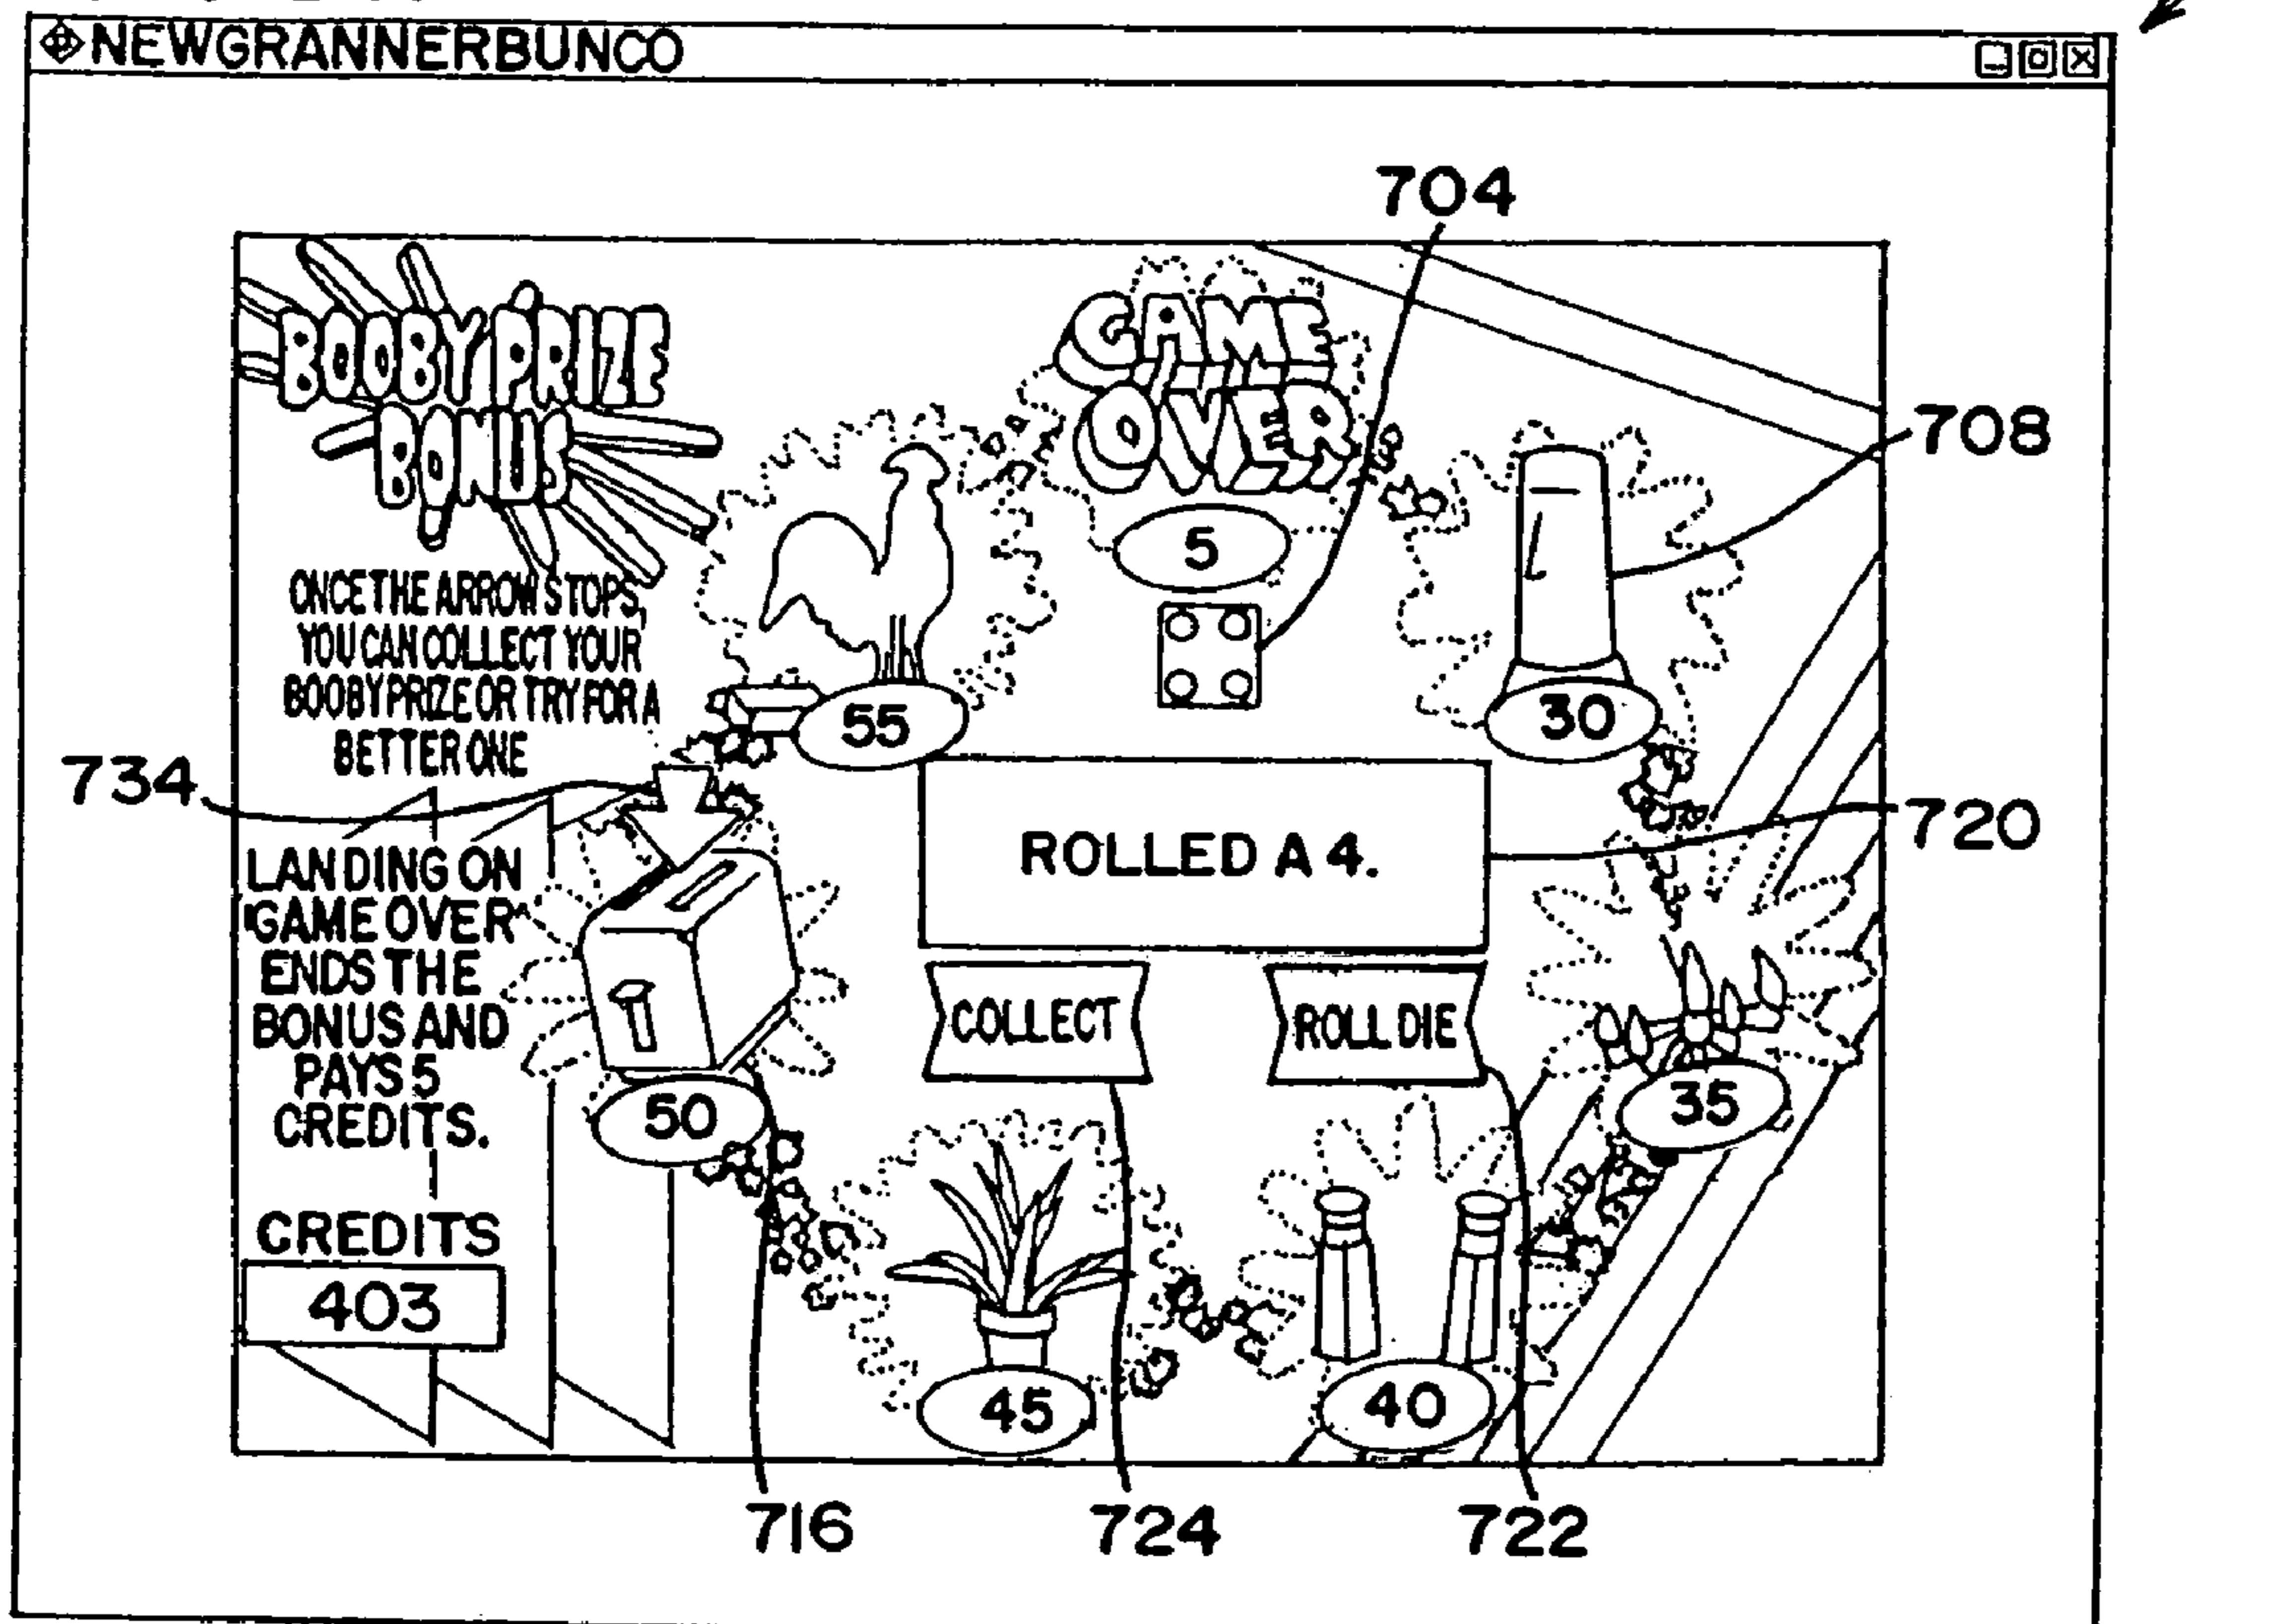 NEWGRANNERBUNCO
704
BOOBY PRIZE
BONUS
GAME
OVER
708
5
ONCE THE ARROW STOPS,
YOU CAN COLLECT YOUR
BOOBY PRIZE OR TRY FOR A
BETTER ONE
55
30
734
720
ROLLED A 4.
LANDING ON
'GAME OVER'
ENDS THE
BONUS AND
PAYS 5
CREDITS.
COLLECT
ROLL DIE
50
35
CREDITS
403
45
40
716
724
722